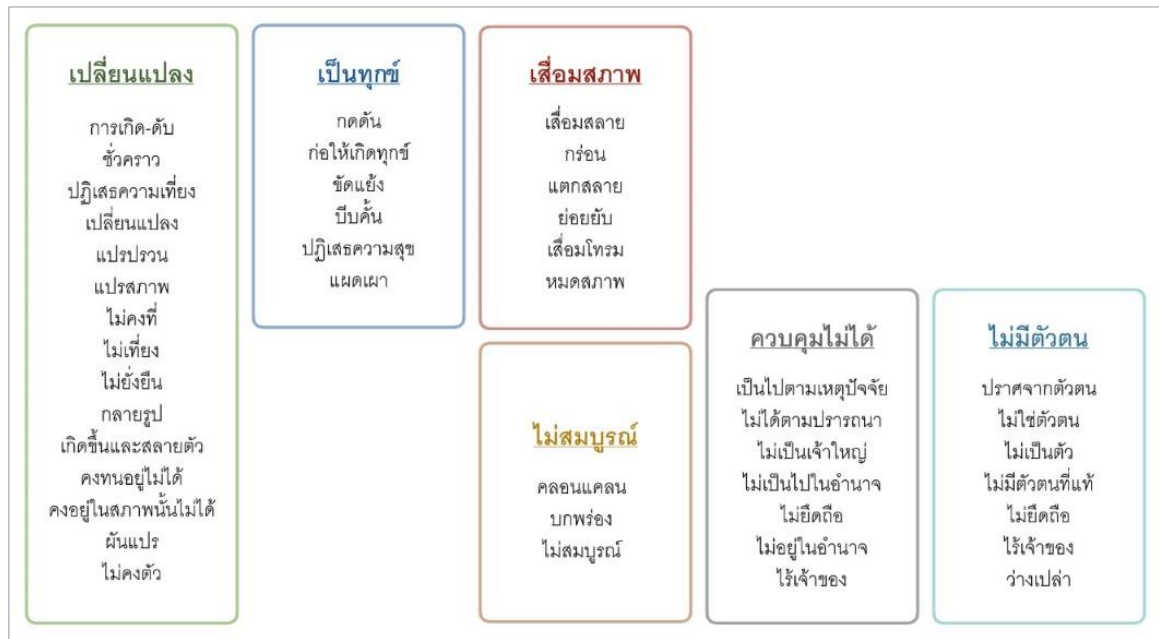 เปลี่ยนแปลง
การเกิด-ดับ
ชั่วคราว
ปฏิเสธความเที่ยง
เปลี่ยนแปลง
แปรปรวน
แปรสภาพ
ไม่คงที่
ไม่เที่ยง
ไม่ยั่งยืน
กลายรูป
เกิดขึ้นและสลายตัว
คงทนอยู่ไม่ได้
คงอยู่ในสภาพนั้นไม่ได้
ผันแปร
ไม่คงตัว
เป็นทุกข์
กดดัน
ก่อให้เกิดทุกข์
ขัดแย้ง
บีบคั้น
ปฏิเสธความสุข
แผดเผา
เสื่อมสภาพ
เสื่อมสลาย
กร่อน
แตกสลาย
ย่อยยับ
เสื่อมโทรม
หมดสภาพ
ไม่สมบูรณ์
คลอนแคลน
บกพร่อง
ไม่สมบูรณ์
ควบคุมไม่ได้
เป็นไปตามเหตุปัจจัย
ไม่ได้ตามปรารถนา
ไม่เป็นเจ้าใหญ่
ไม่เป็นไปในอำนาจ
ไม่ยึดถือ
ไม่อยู่ในอำนาจ
ไร้เจ้าของ
ไม่มีตัวตน
ปราศจากตัวตน
ไม่ใช่ตัวตน
ไม่เป็นตัว
ไม่มีตัวตนที่แท้
ไม่ยึดถือ
ไร้เจ้าของ
ว่างเปล่า